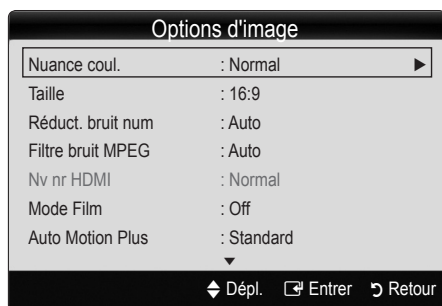 Options d'image
Nuance coul. : Normal
Taille : 16:9
Réduct. bruit num : Auto
Filtre bruit MPEG : Auto
Nv nr HDMI : Normal
Mode Film : Off
Auto Motion Plus : Standard
Dépl. Entrer Retour